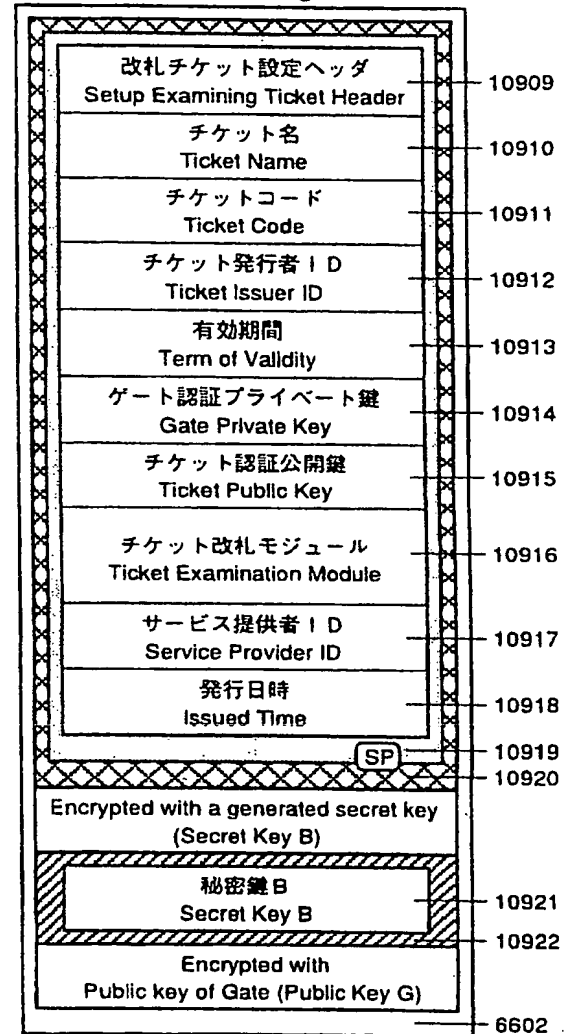 改札チケット設定ヘッダ
Setup Examining Ticket Header
10909
チケット名
Ticket Name
10910
チケットコード
Ticket Code
10911
チケット発行者ID
Ticket Issuer ID
10912
有効期間
Term of Validity
10913
ゲート認証プライベート鍵
Gate Private Key
10914
チケット認証公開鍵
Ticket Public Key
10915
チケット改札モジュール
Ticket Examination Module
10916
サービス提供者ID
Service Provider ID
10917
発行日時
Issued Time
10918
SP
10919
10920
Encrypted with a generated secret key
(Secret Key B)
秘密鍵B
Secret Key B
10921
10922
Encrypted with
Public key of Gate (Public Key G)
6602